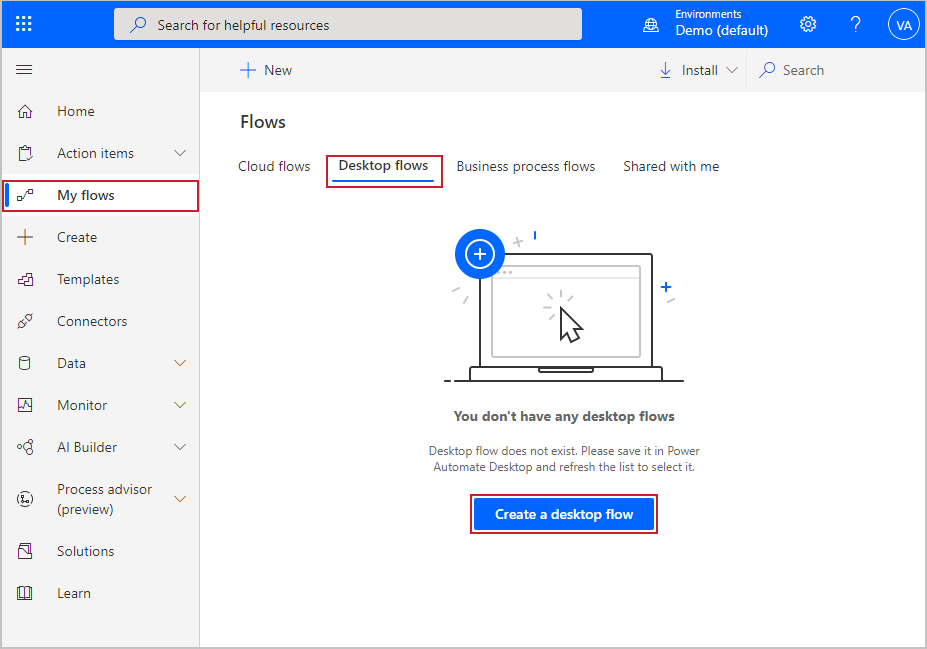 Search for helpful resources
Environments
Demo (default)
?
VA
New
Install
Search
Home
Action items
My flows
Create
Templates
Connectors
Data
Monitor
AI Builder
Process advisor
(preview)
Solutions
Learn
Flows
Cloud flows
Desktop flows
Business process flows
Shared with me
You don't have any desktop flows
Desktop flow does not exist. Please save it in Power
Automate Desktop and refresh the list to select it.
Create a desktop flow